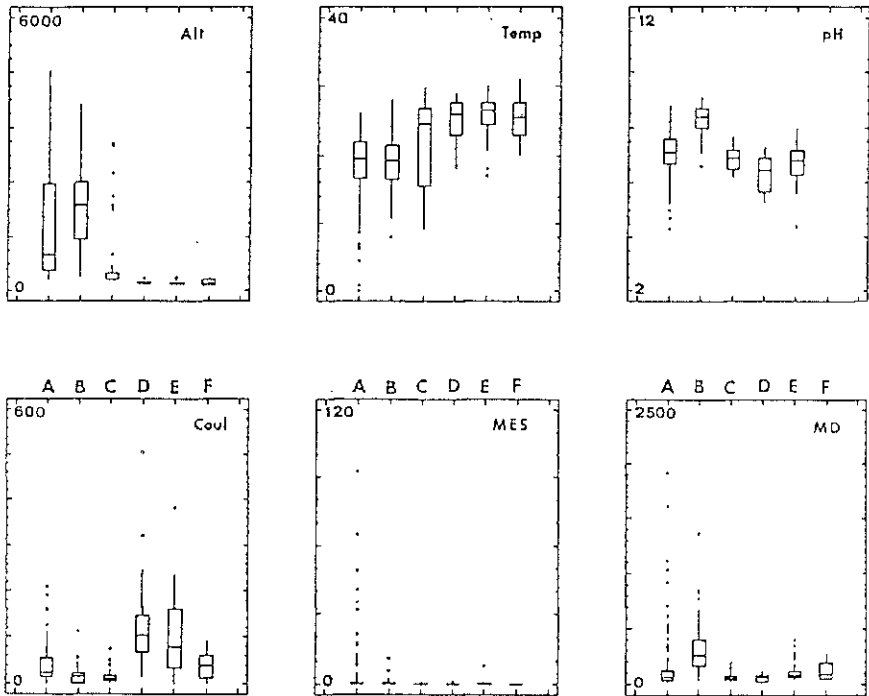 6000 Alt
0
40 Temp
0
12 pH
2
A B C D E F
600 Coul
0
A B C D E F
120 MES
0
A B C D E F
2500 MD
0